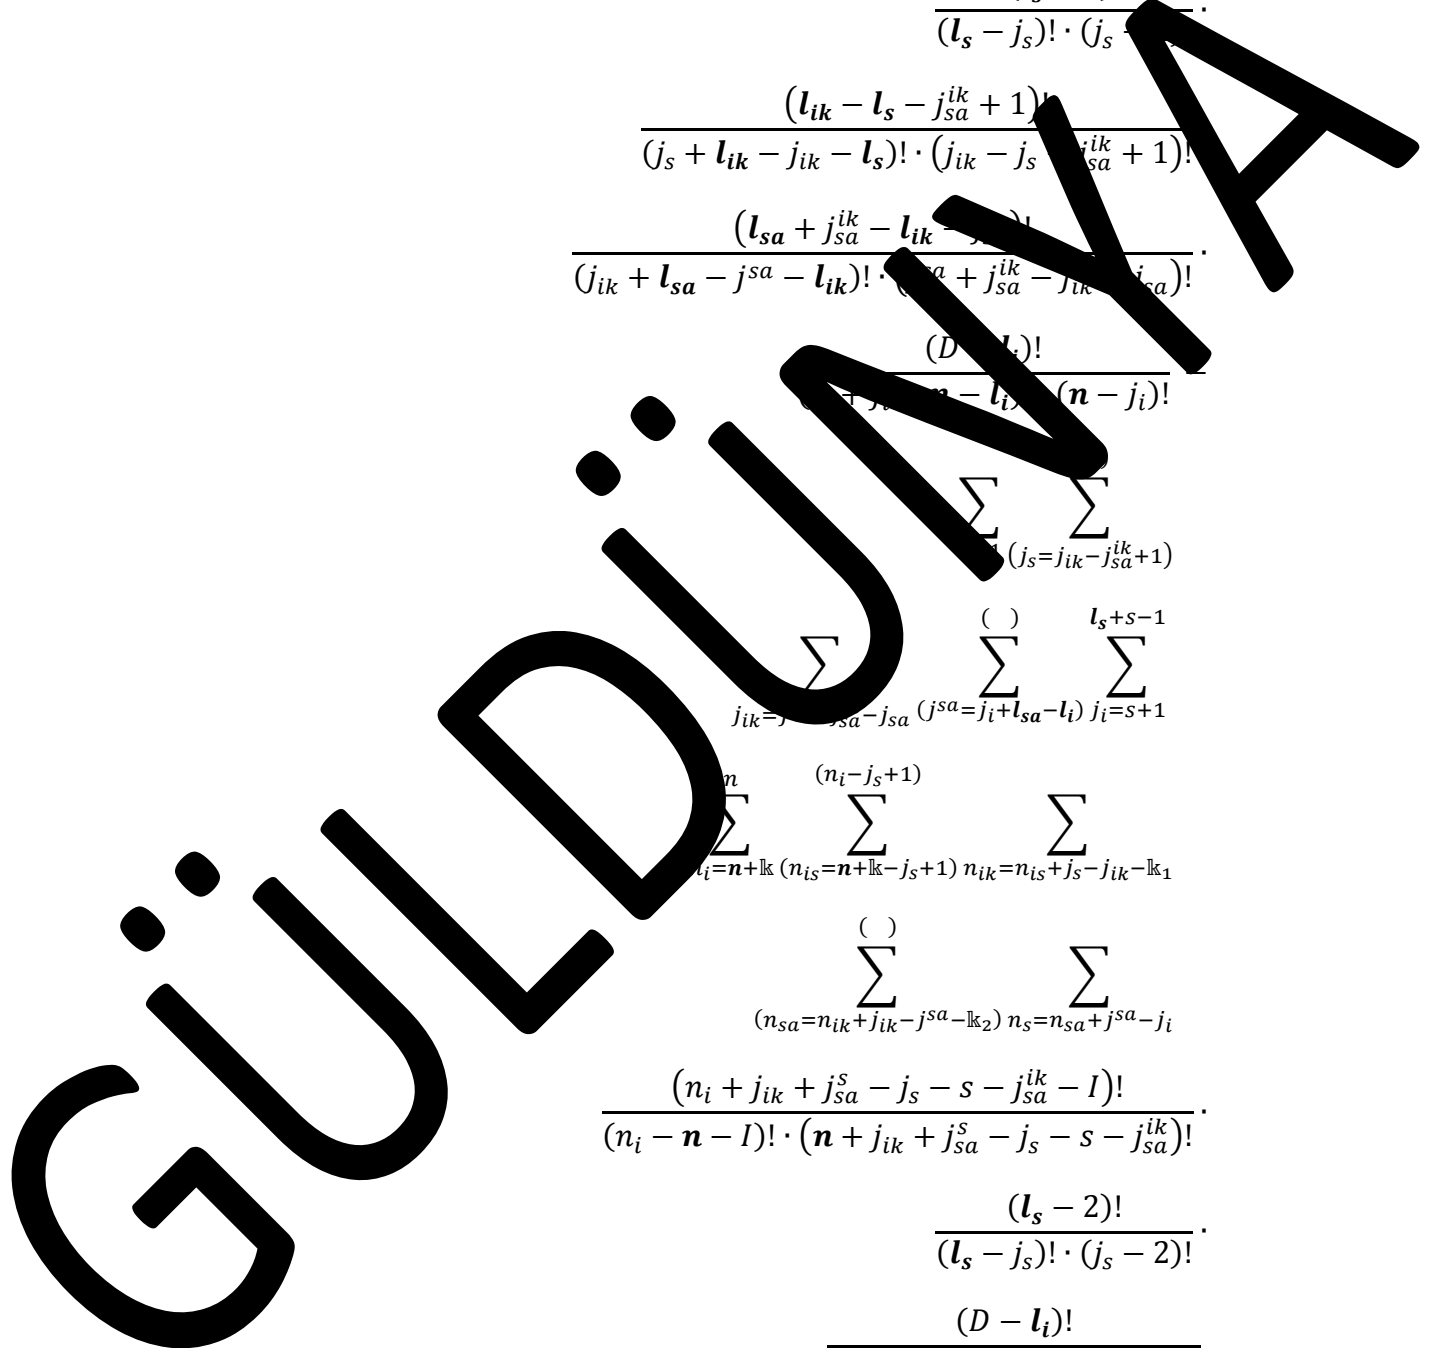 (l_s − j_s)! · (j_s −
(l_ik − l_s − j_sa^ik + 1)!
(j_s + l_ik − j_ik − l_s)! · (j_ik − j_s j_sa^ik + 1)!
(l_sa + j_sa^ik − l_ik )!
(j_ik + l_sa − j^sa − l_ik)! · ( + j_sa^ik − j_ik j_sa)! ·
(D l_i)!
− l_i) (n − j_i)! −
∑ ∑
(j_s=j_ik−j_sa^ik+1)
( ) l_s+s−1
∑ ∑ ∑
j_ik= −j_sa (j^sa=j_i+l_sa−l_i) j_i=s+1
n (n_i−j_s+1)
∑ ∑ ∑
n_i=n+𝕜 (n_is=n+𝕜−j_s+1) n_ik=n_is+j_s−j_ik−𝕜_1
( )
∑ ∑
(n_sa=n_ik+j_ik−j^sa−𝕜_2) n_s=n_sa+j^sa−j_i
(n_i + j_ik + j_sa^s − j_s − s − j_sa^ik − I)!
(n_i − n − I)! · (n + j_ik + j_sa^s − j_s − s − j_sa^ik)! ·
(l_s − 2)!
(l_s − j_s)! · (j_s − 2)! ·
(D − l_i)!
GÜLDÜNYA